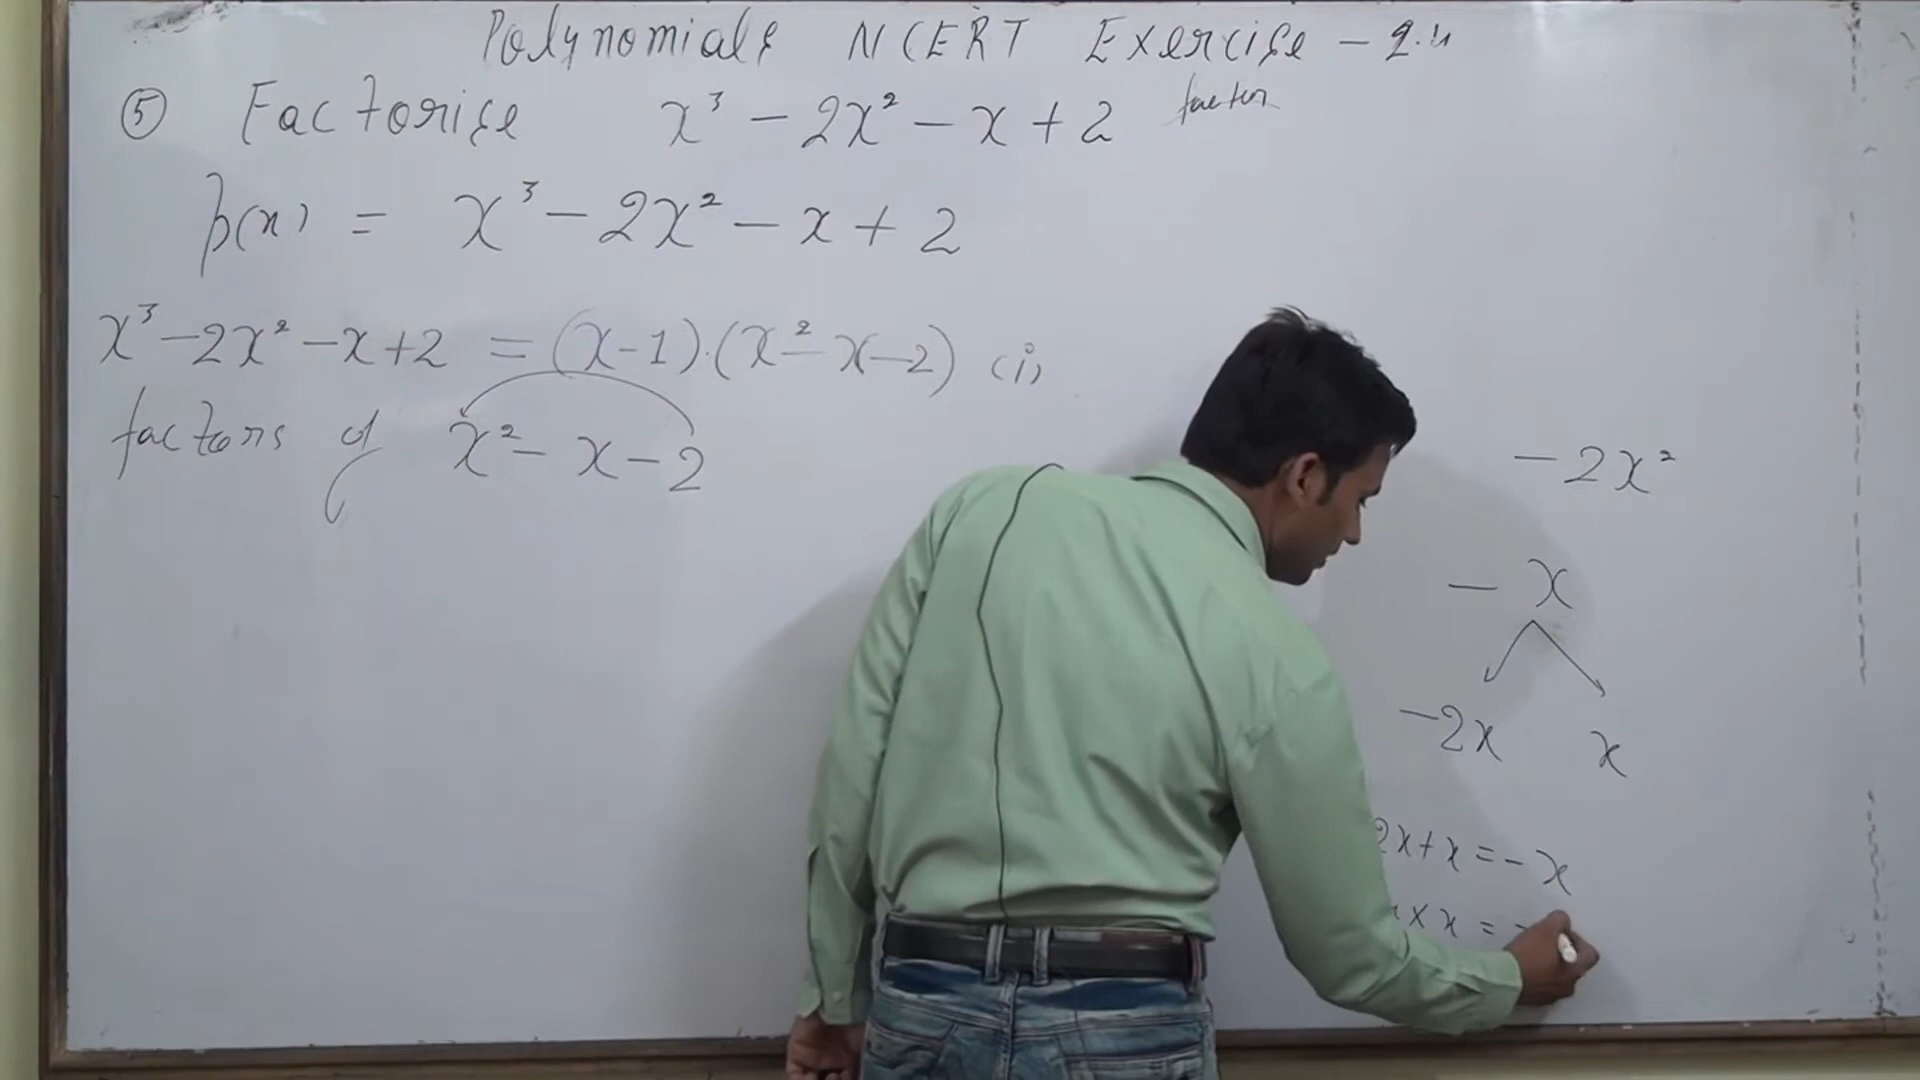 Polynomials NCERT Exercise - 2.4
⑤ Factorise x³ - 2x² - x + 2 factor
p(x) = x³ - 2x² - x + 2
x³ - 2x² - x + 2 = (x-1).(x² - x - 2) (i)
factors of x² - x - 2
- 2x²
- x
-2x x
2x + x = - x
x x =